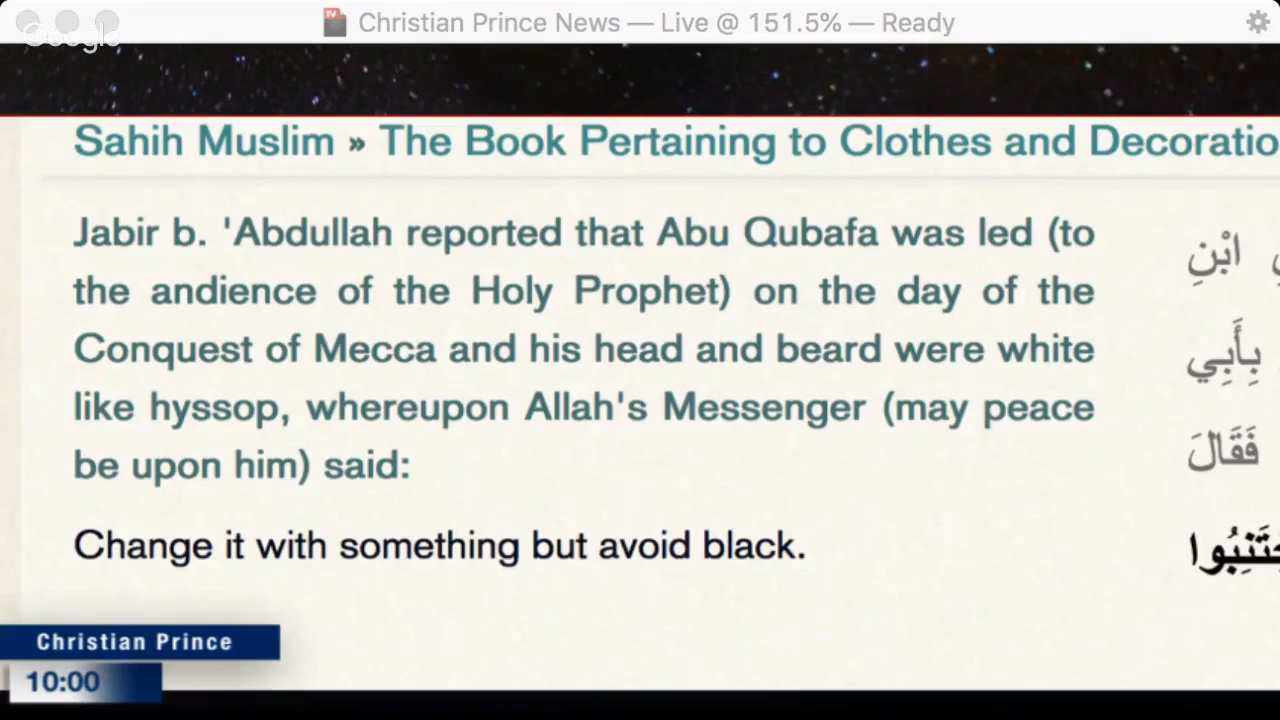 Christian Prince News — Live @ 151.5% — Ready
Google
Sahih Muslim » The Book Pertaining to Clothes and Decoratio
Jabir b. 'Abdullah reported that Abu Qubafa was led (to
the andience of the Holy Prophet) on the day of the
Conquest of Mecca and his head and beard were white
like hyssop, whereupon Allah's Messenger (may peace
be upon him) said:
Change it with something but avoid black.
ابْنِ
بِأَبِي
فَقَالَ
Christian Prince
10:00